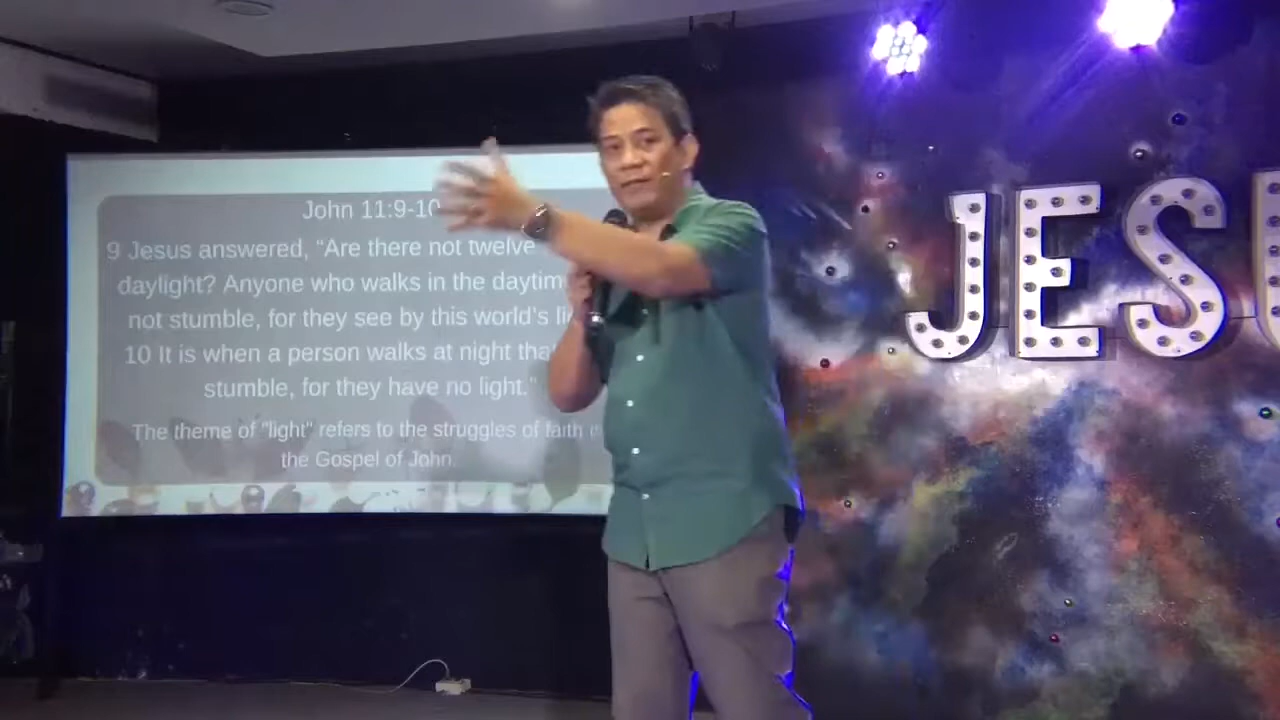 John 11:9-10
9 Jesus answered, “Are there not twelve
daylight? Anyone who walks in the daytim
not stumble, for they see by this world's li
10 It is when a person walks at night tha
stumble, for they have no light.”
The theme of "light" refers to the struggles of faith
the Gospel of John.
JESU